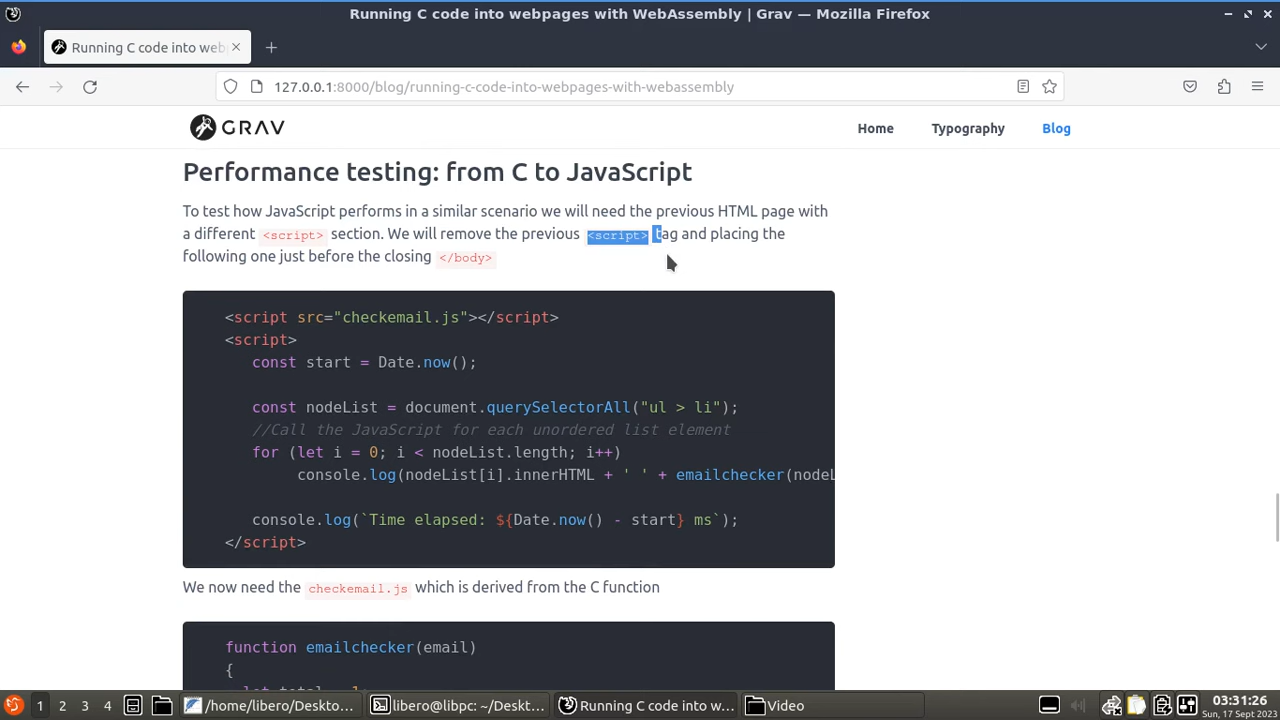 Running C code into webpages with WebAssembly | Grav — Mozilla Firefox
Running C code into web
127.0.0.1:8000/blog/running-c-code-into-webpages-with-webassembly
GRAV
Home Typography Blog
Performance testing: from C to JavaScript
To test how JavaScript performs in a similar scenario we will need the previous HTML page with
a different <script> section. We will remove the previous <script> tag and placing the
following one just before the closing </body>
<script src="checkemail.js"></script>
<script>
const start = Date.now();
const nodeList = document.querySelectorAll("ul > li");
//Call the JavaScript for each unordered list element
for (let i = 0; i < nodeList.length; i++)
console.log(nodeList[i].innerHTML + ' ' + emailchecker(nodeL
console.log(`Time elapsed: ${Date.now() - start} ms`);
</script>
We now need the checkemail.js which is derived from the C function
function emailchecker(email)
{
let total = 1
1 2 3 4 /home/libero/Deskto... libero@libpc: ~/Deskt... Running C code into w... Video
03:31:26
Sun, 17 Sept 2023